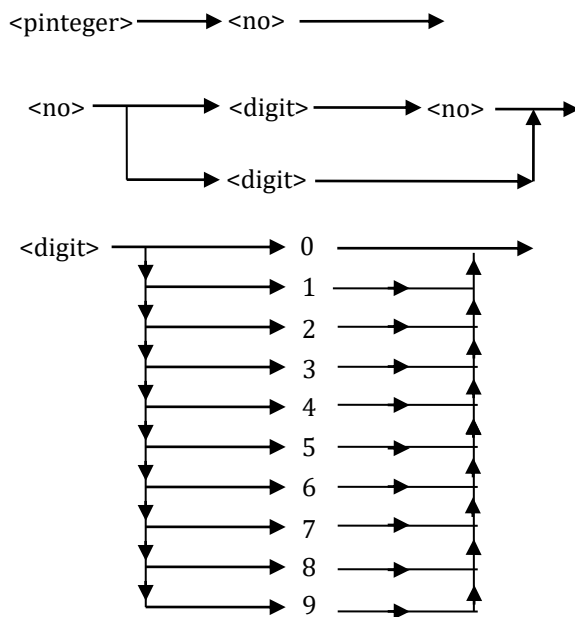 <pinteger> <no>
<no> <digit> <no>
<digit>
<digit> 0
1
2
3
4
5
6
7
8
9